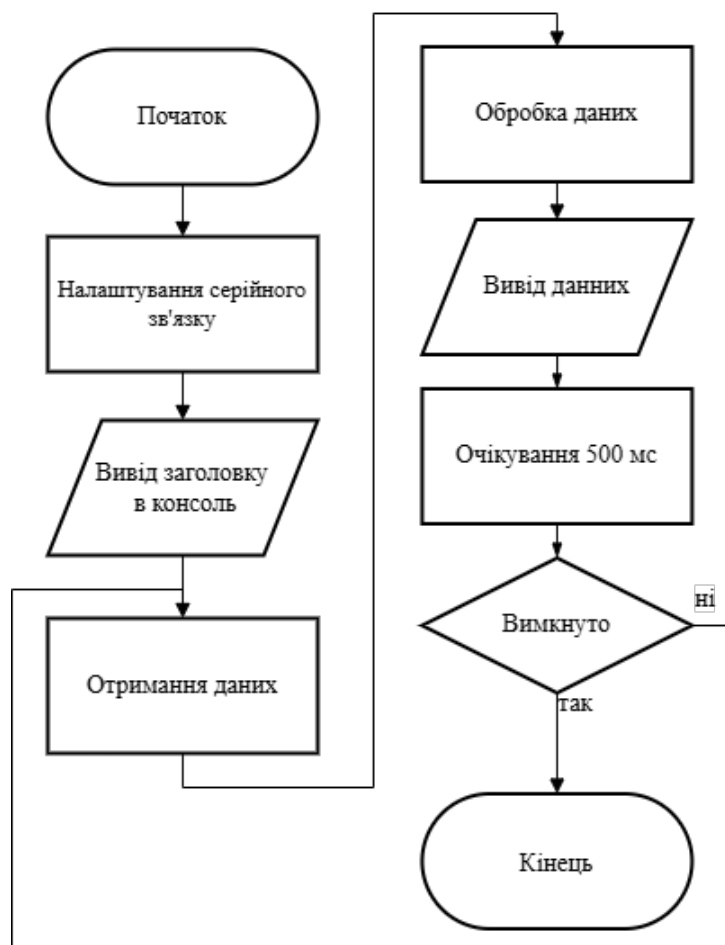 Початок
Налаштування серійного
зв'язку
Вивід заголовку
в консоль
Отримання даних
Обробка даних
Вивід данних
Очікування 500 мс
Вимкнуто
ні
так
Кінець